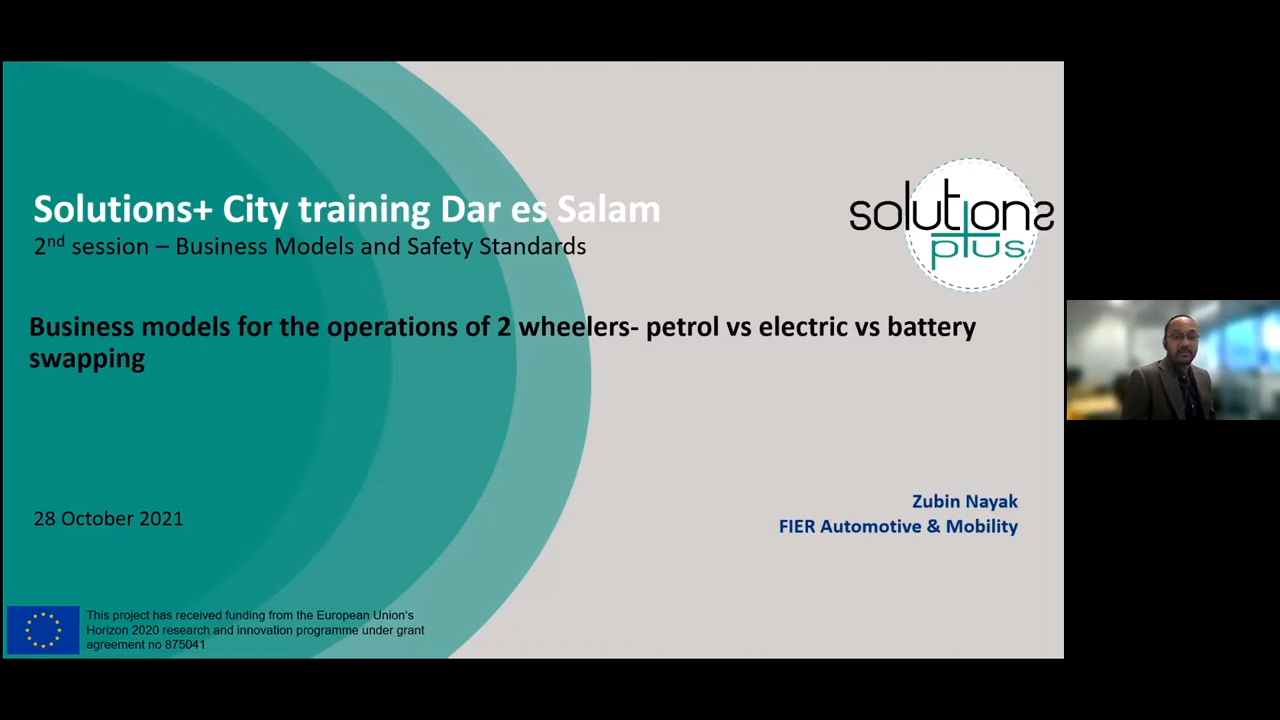 Solutions+ City training Dar es Salam
2nd session – Business Models and Safety Standards
solutions
plus
Business models for the operations of 2 wheelers- petrol vs electric vs battery
swapping
28 October 2021
Zubin Nayak
FIER Automotive & Mobility
This project has received funding from the European Union's
Horizon 2020 research and innovation programme under grant
agreement no 875041